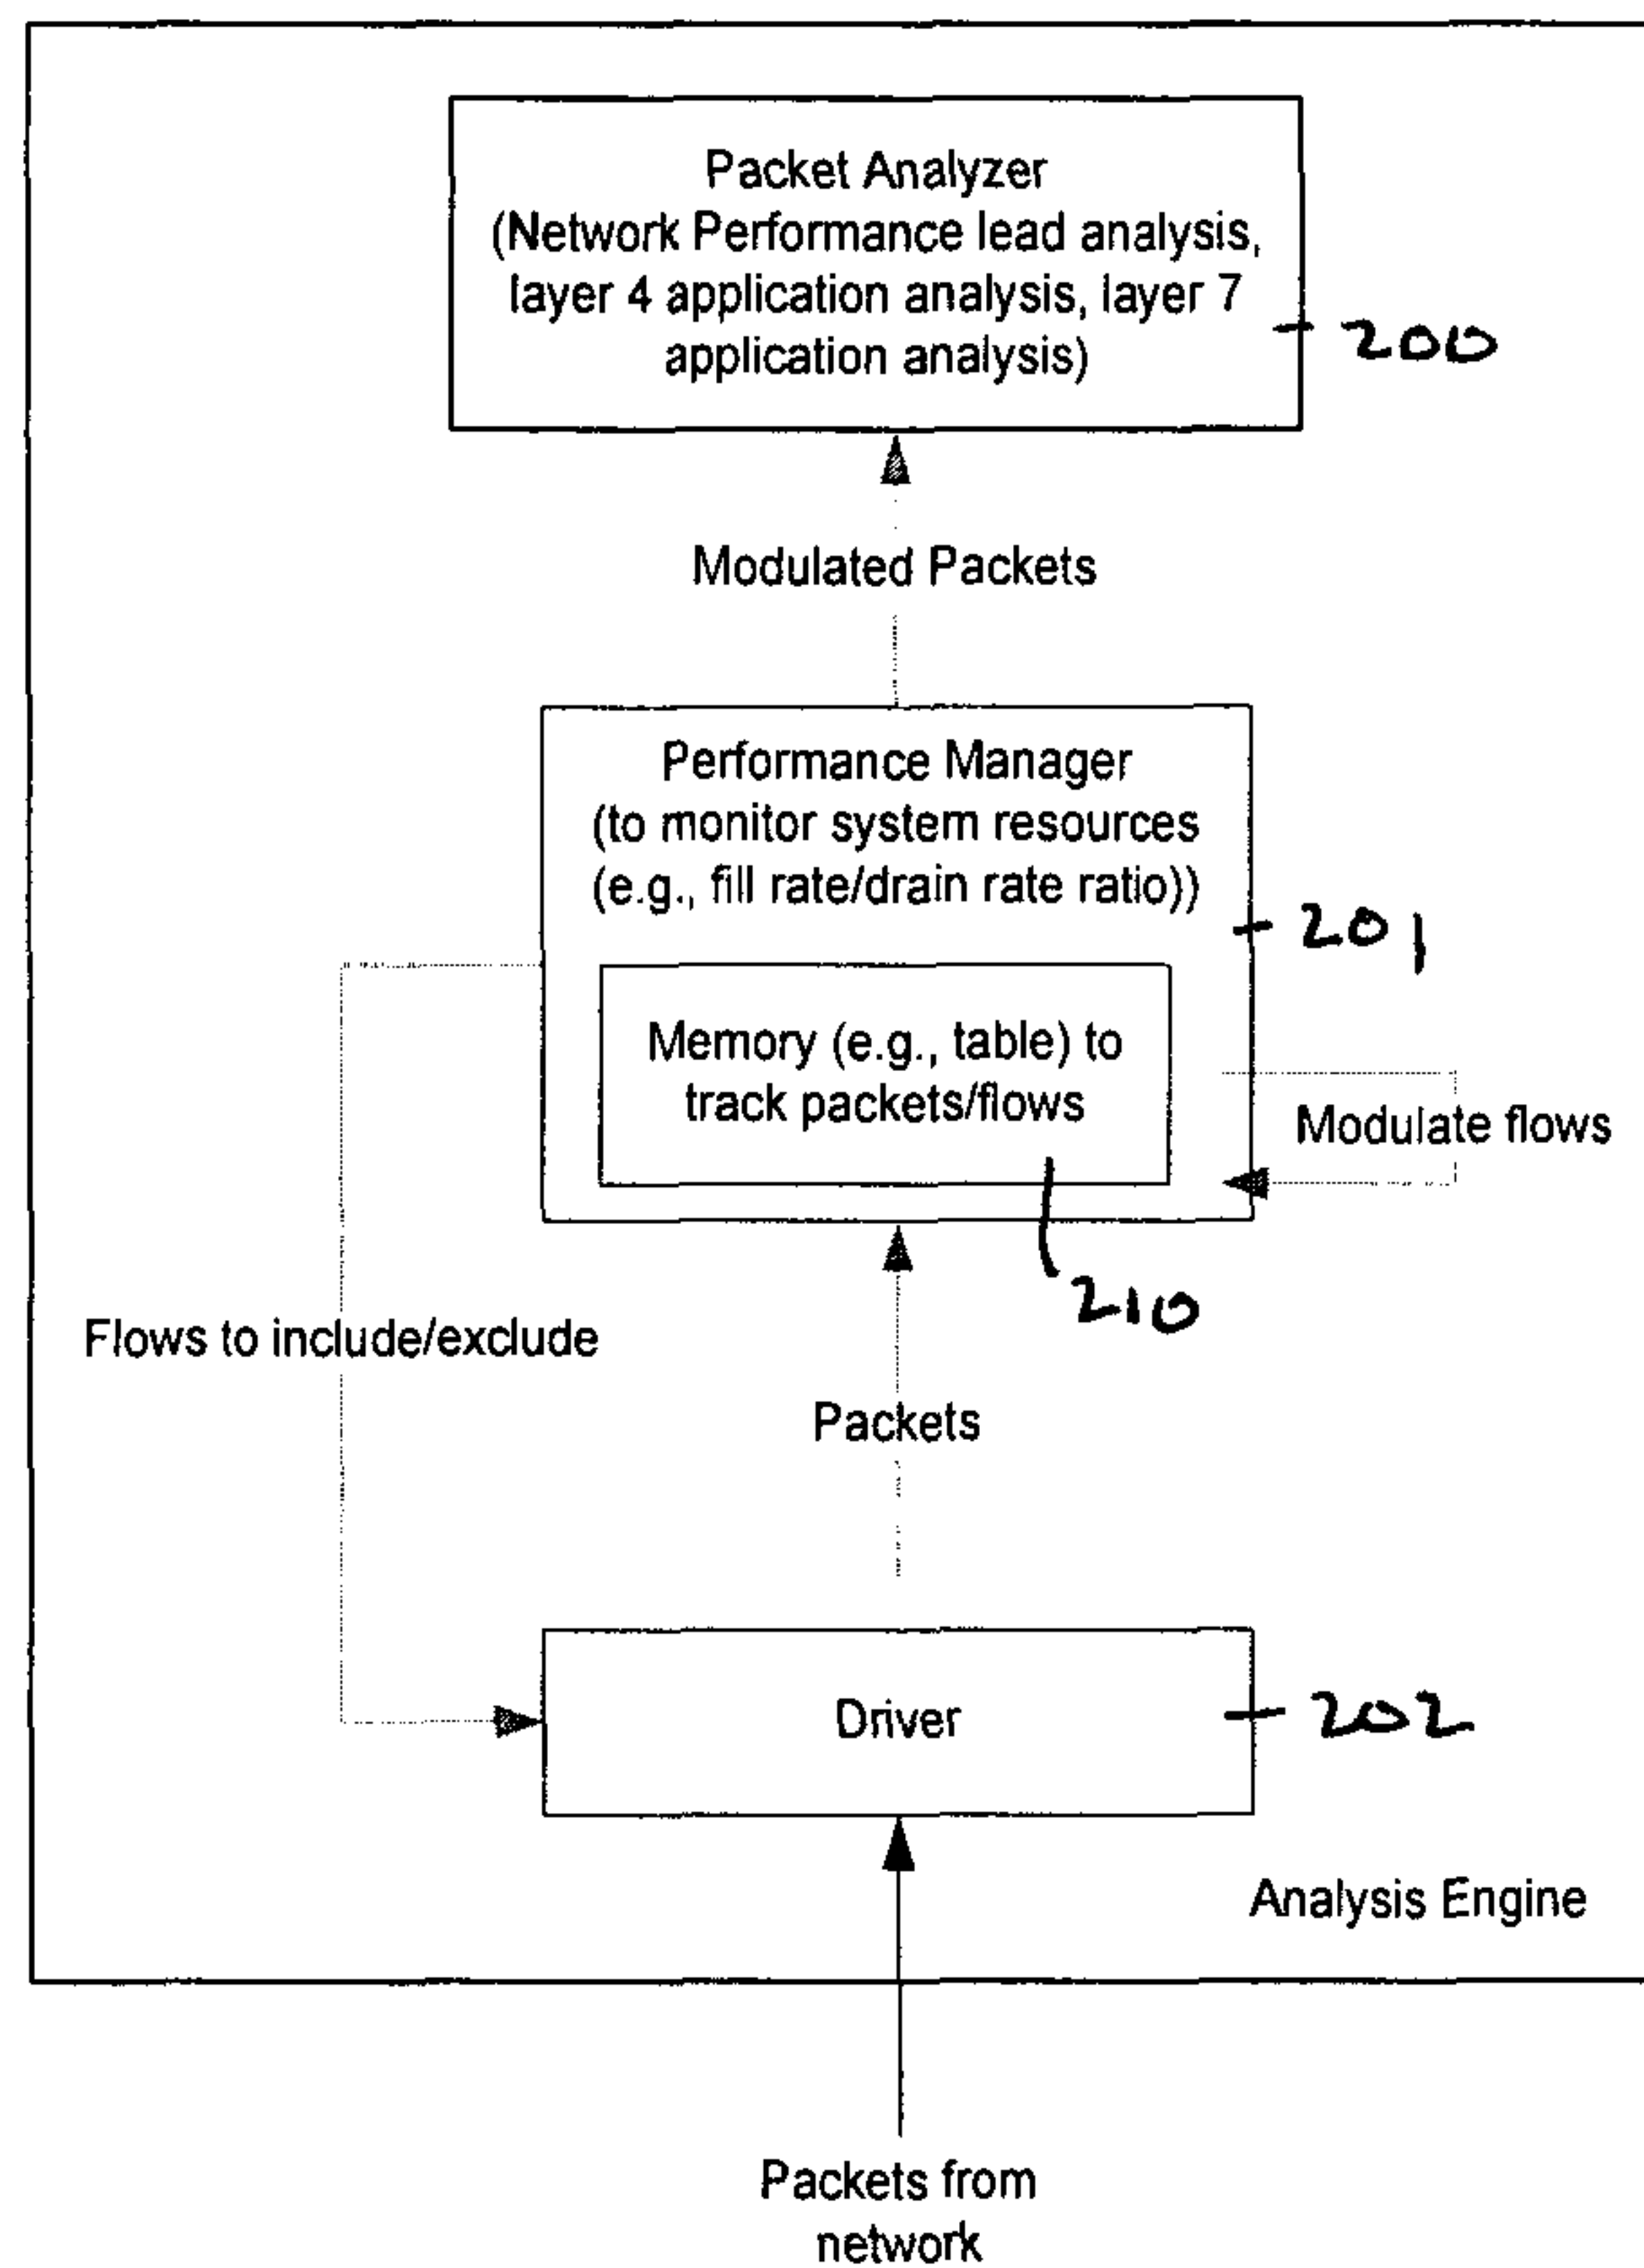 Packet Analyzer
(Network Performance lead analysis,
layer 4 application analysis, layer 7
application analysis)
200
Modulated Packets
Performance Manager
(to monitor system resources
(e.g., fill rate/drain rate ratio))
201
Memory (e.g., table) to
track packets/flows
Modulate flows
210
Flows to include/exclude
Packets
Driver
202
Analysis Engine
Packets from
network